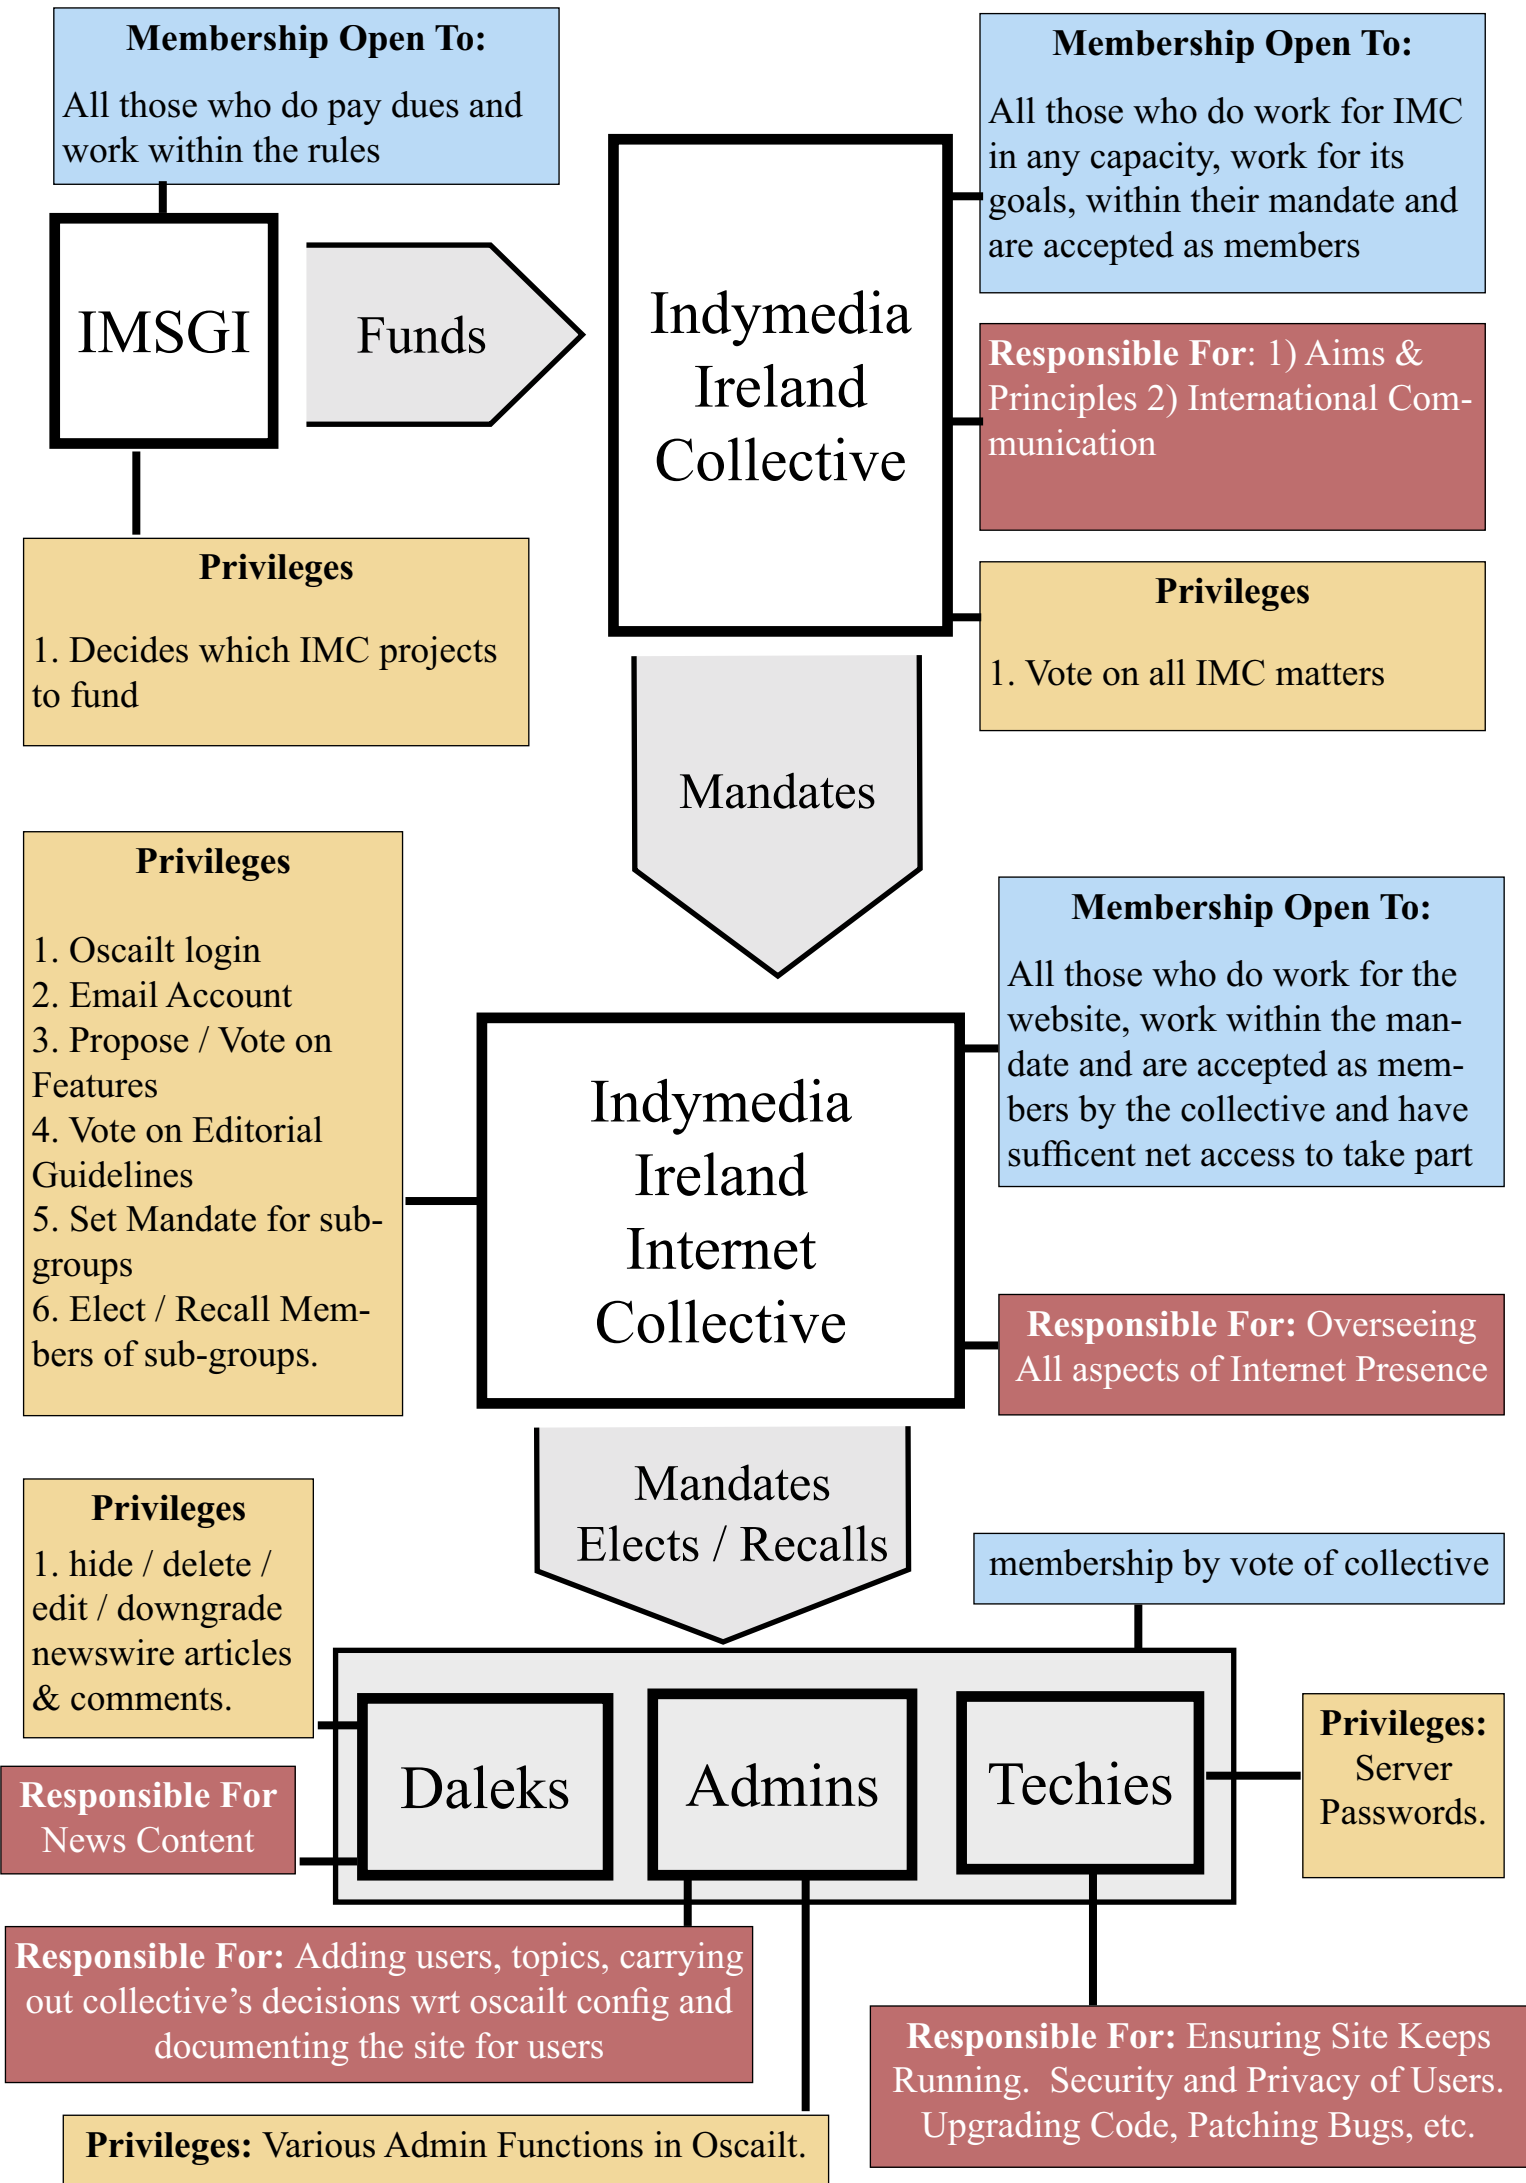 Membership Open To:
All those who do pay dues and
work within the rules
IMSGI
Funds
Privileges
1. Decides which IMC projects
to fund
Indymedia
Ireland
Collective
Membership Open To:
All those who do work for IMC
in any capacity, work for its
goals, within their mandate and
are accepted as members
Responsible For: 1) Aims &
Principles 2) International Com-
munication
Privileges
1. Vote on all IMC matters
Mandates
Privileges
1. Oscailt login
2. Email Account
3. Propose / Vote on
Features
4. Vote on Editorial
Guidelines
5. Set Mandate for sub-
groups
6. Elect / Recall Mem-
bers of sub-groups.
Indymedia
Ireland
Internet
Collective
Membership Open To:
All those who do work for the
website, work within the man-
date and are accepted as mem-
bers by the collective and have
sufficent net access to take part
Responsible For: Overseeing
All aspects of Internet Presence
Mandates
Elects / Recalls
membership by vote of collective
Privileges
1. hide / delete /
edit / downgrade
newswire articles
& comments.
Responsible For
News Content
Daleks
Admins
Techies
Privileges:
Server
Passwords.
Responsible For: Adding users, topics, carrying
out collective’s decisions wrt oscailt config and
documenting the site for users
Privileges: Various Admin Functions in Oscailt.
Responsible For: Ensuring Site Keeps
Running.  Security and Privacy of Users.
Upgrading Code, Patching Bugs, etc.